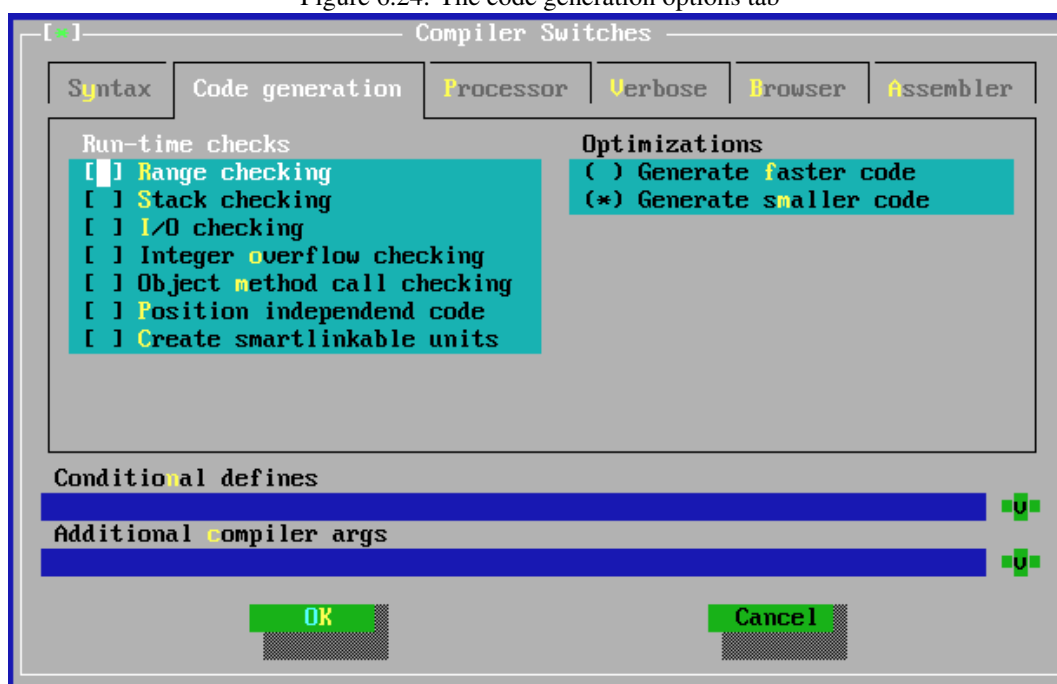 Figure 6.24: The code generation options tab
[*] Compiler Switches
Syntax Code generation Processor Verbose Browser Assembler
Run-time checks Optimizations
[ ] Range checking ( ) Generate faster code
[ ] Stack checking (*) Generate smaller code
[ ] I/O checking
[ ] Integer overflow checking
[ ] Object method call checking
[ ] Position independend code
[ ] Create smartlinkable units
Conditional defines
v
Additional compiler args
v
OK Cancel